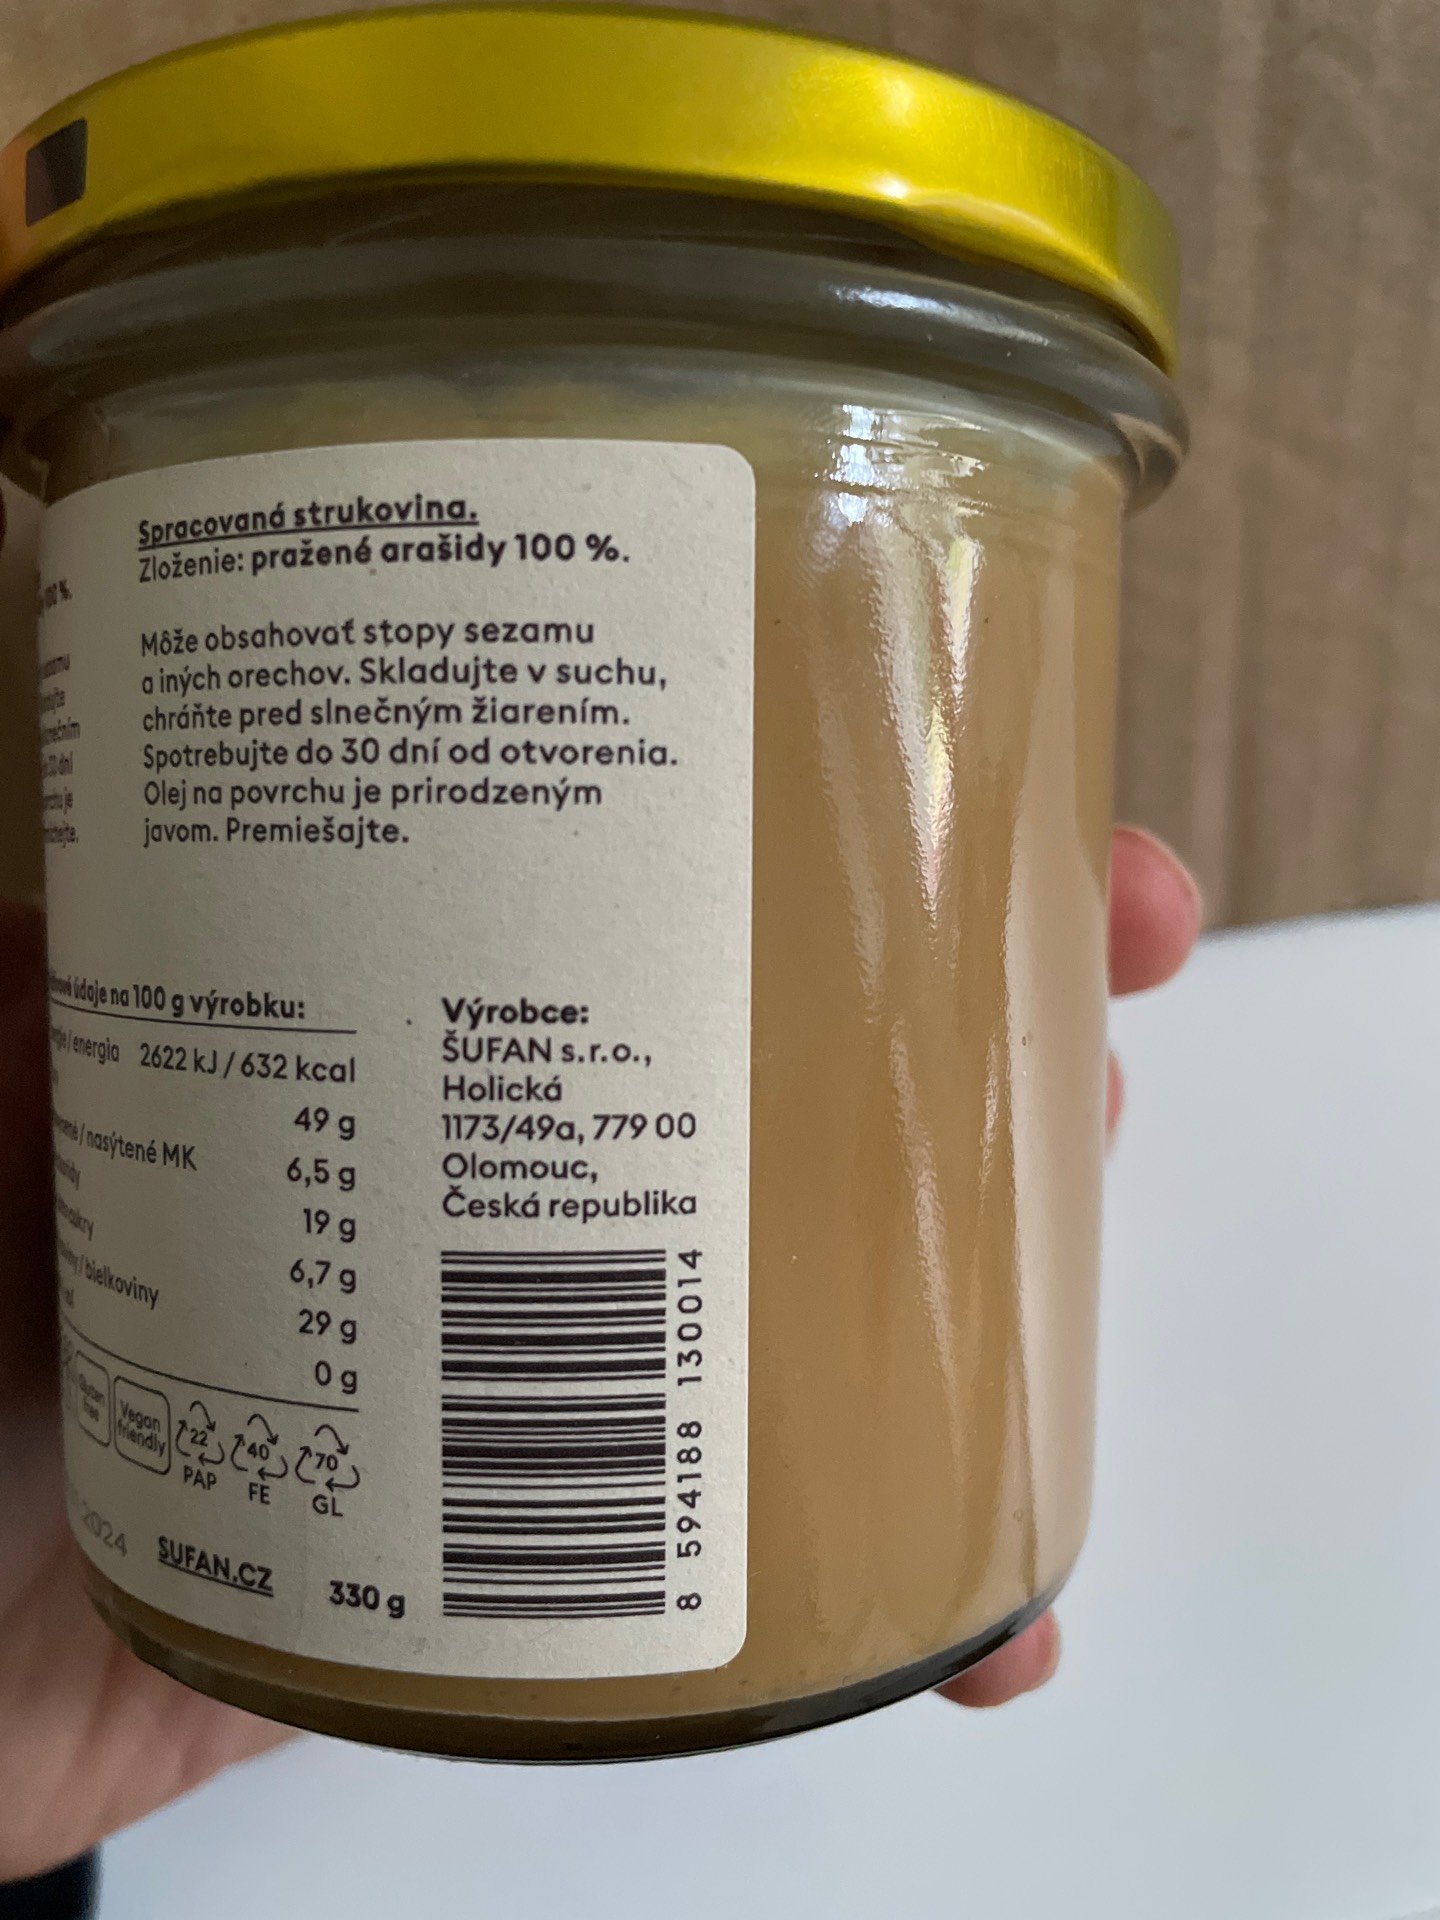 Spracovaná strukovina.
Zloženie: pražené arašidy 100 %.
Môže obsahovať stopy sezamu
a iných orechov. Skladujte v suchu,
chráňte pred slnečným žiarením.
Spotrebujte do 30 dní od otvorenia.
Olej na povrchu je prirodzeným
javom. Premiešajte.
údaje na 100 g výrobku:
/ energia 2622 kJ / 632 kcal
49 g
/ nasýtené MK 6,5 g
19 g
6,7 g
/ bielkoviny 29 g
0 g
Gluten
free
Vegan
friendly
22
PAP
40
FE
70
GL
2024
SUFAN.CZ
330 g
Výrobce:
ŠUFAN s.r.o.,
Holická
1173/49a, 779 00
Olomouc,
Česká republika
8 594188 130014